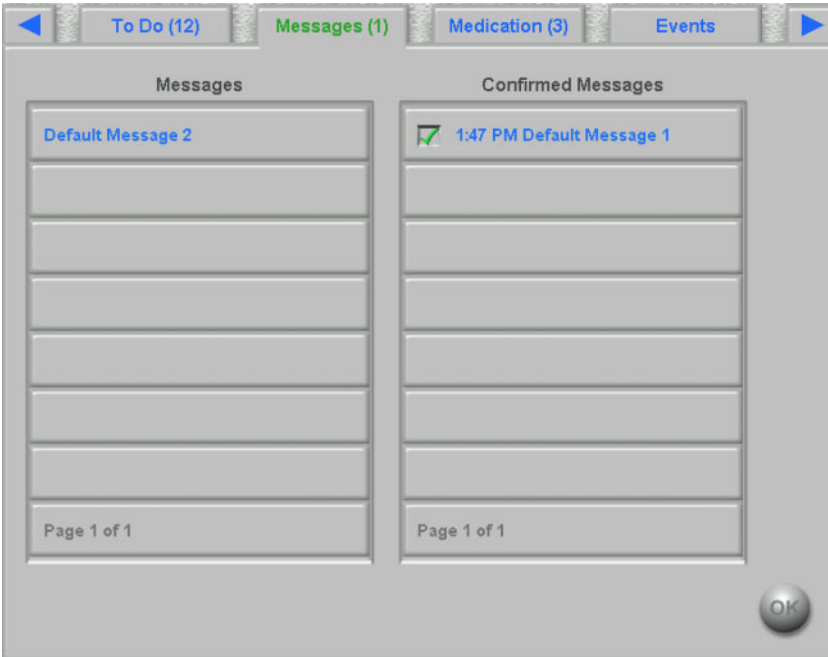 To Do (12)
Messages (1)
Medication (3)
Events
Messages
Confirmed Messages
Default Message 2
1:47 PM Default Message 1
Page 1 of 1
Page 1 of 1
OK